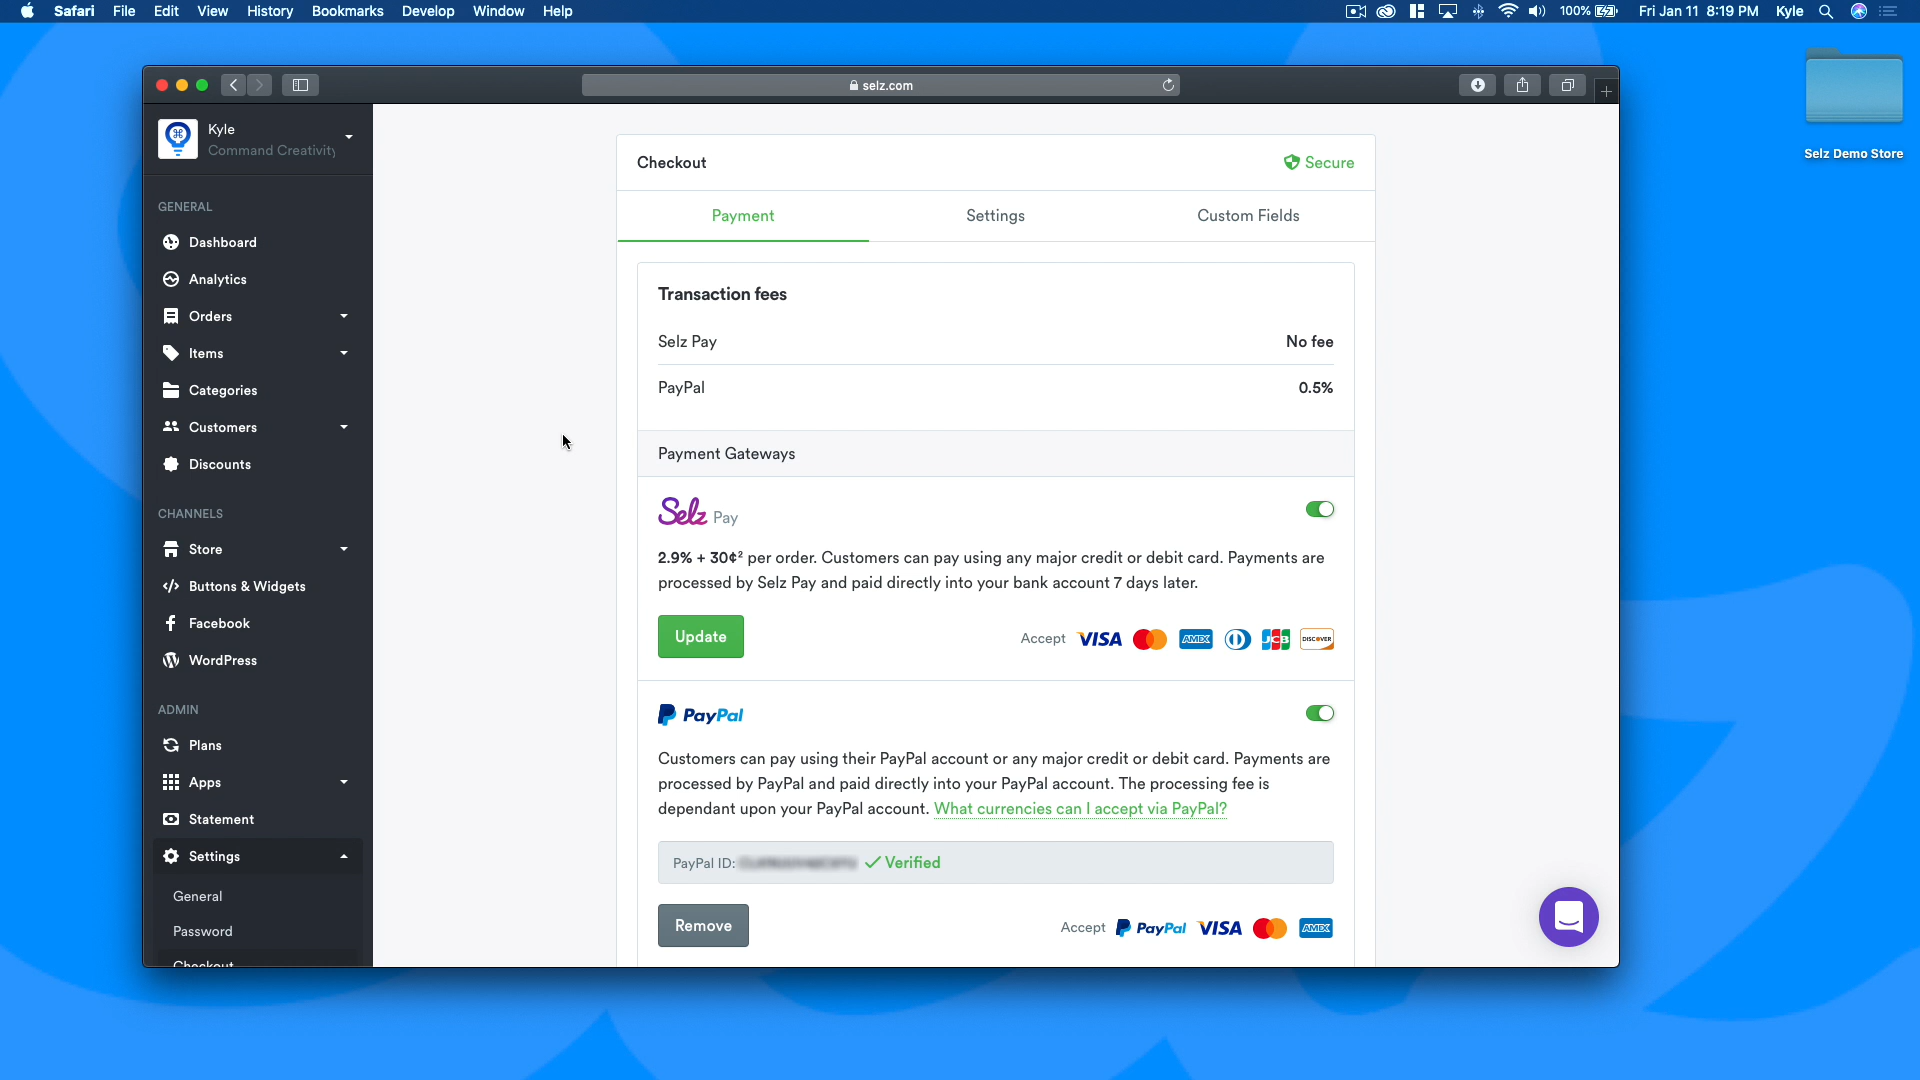 Safari File Edit View History Bookmarks Develop Window Help
100% Fri Jan 11 8:19 PM Kyle
Selz Demo Store
selz.com
Kyle
Command Creativity
GENERAL
Dashboard
Analytics
Orders
Items
Categories
Customers
Discounts
CHANNELS
Store
Buttons & Widgets
Facebook
WordPress
ADMIN
Plans
Apps
Statement
Settings
General
Password
Checkout
Checkout
Secure
Payment Settings Custom Fields
Transaction fees
Selz Pay No fee
PayPal 0.5%
Payment Gateways
Selz Pay
2.9% + 30¢² per order. Customers can pay using any major credit or debit card. Payments are
processed by Selz Pay and paid directly into your bank account 7 days later.
Update
Accept VISA AMEX JCB DISCOVER
PayPal
Customers can pay using their PayPal account or any major credit or debit card. Payments are
processed by PayPal and paid directly into your PayPal account. The processing fee is
dependant upon your PayPal account. What currencies can I accept via PayPal?
PayPal ID: Verified
Remove
Accept PayPal VISA AMEX